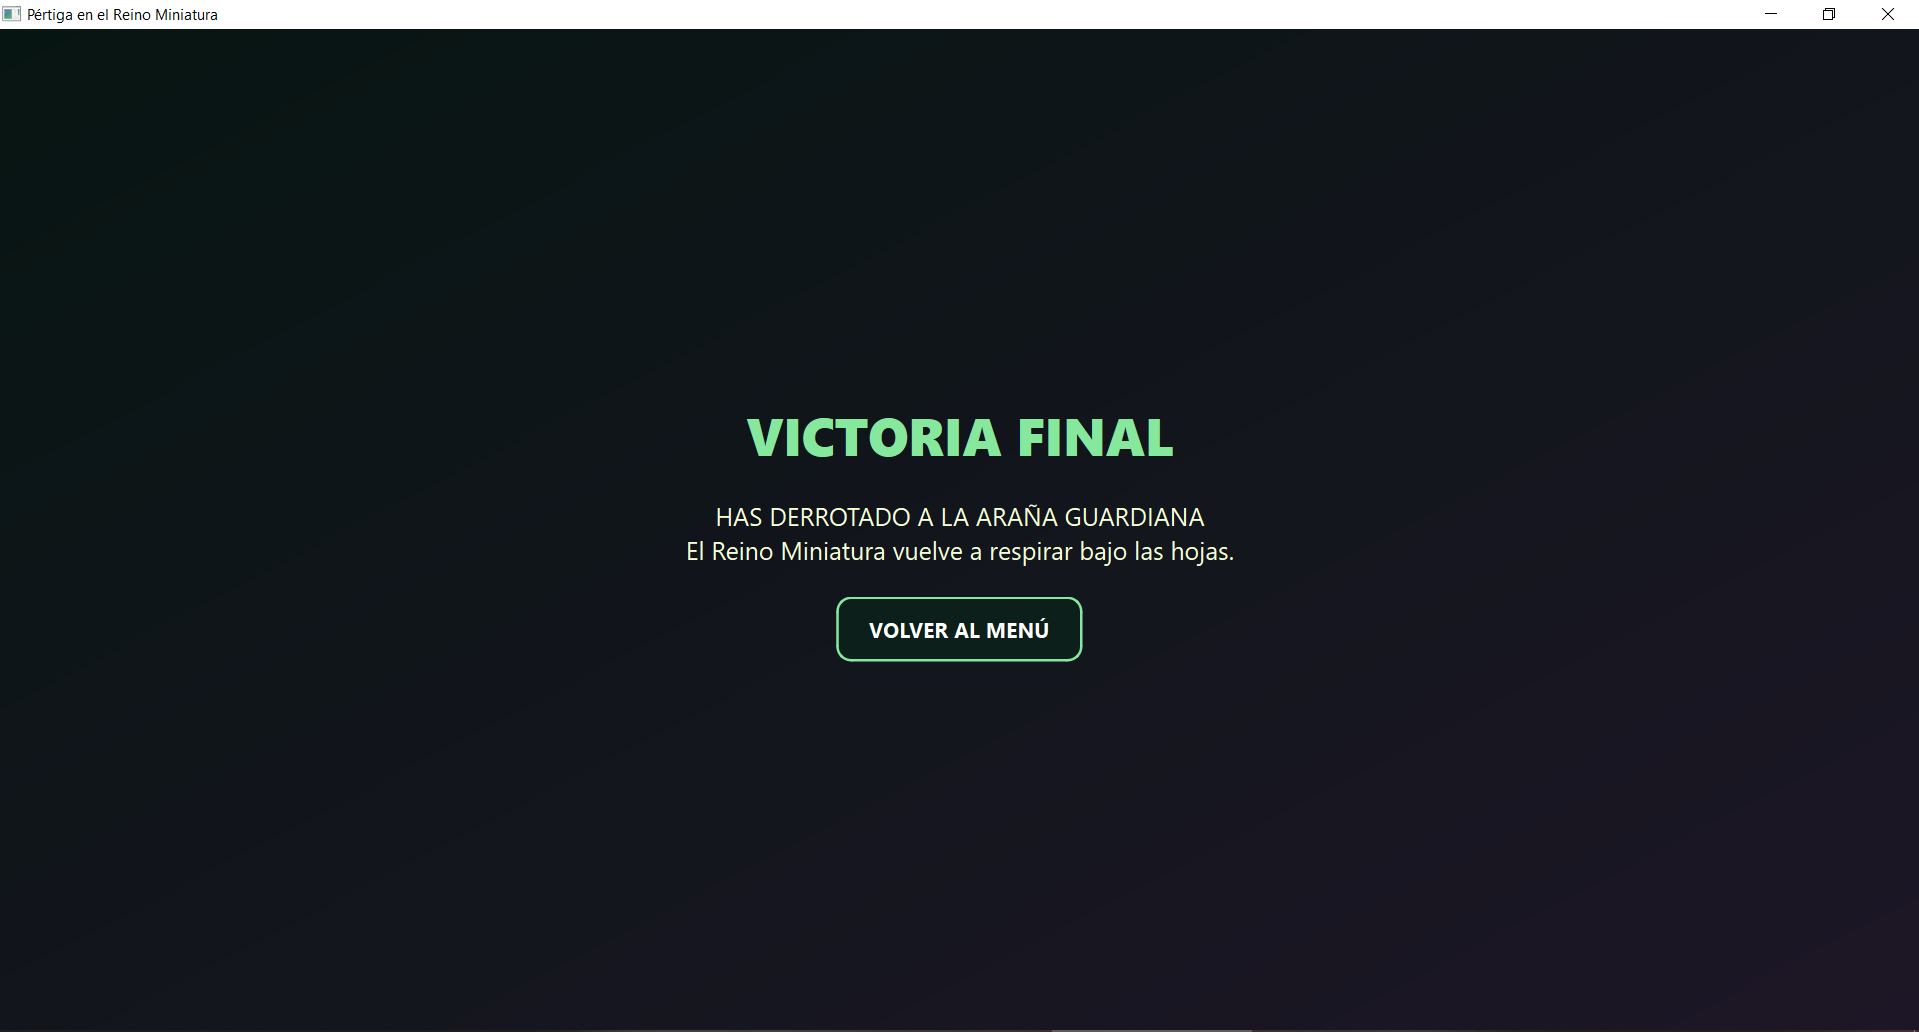 Pértiga en el Reino Miniatura
VICTORIA FINAL
HAS DERROTADO A LA ARAÑA GUARDIANA
El Reino Miniatura vuelve a respirar bajo las hojas.
VOLVER AL MENÚ